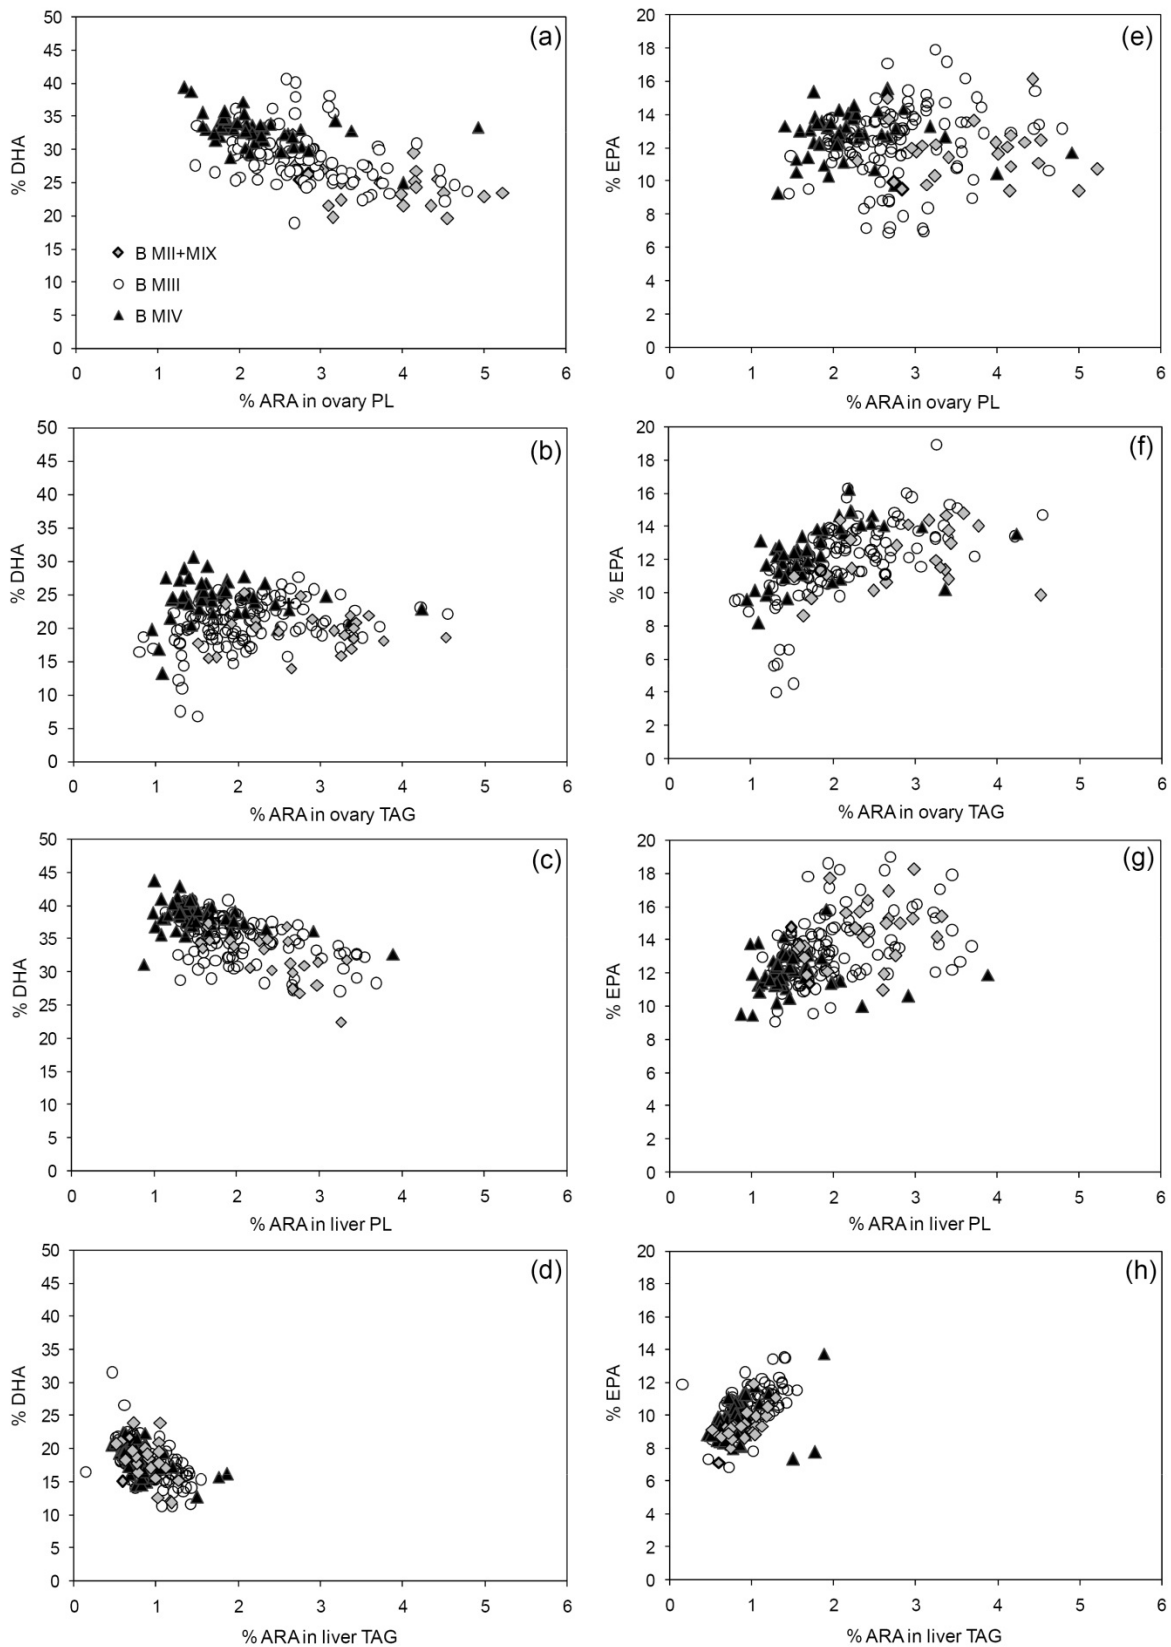 (a)
50
45
40
35
30
25
20
15
10
5
0
% DHA
B MII+MIX
B MIII
B MIV
0 1 2 3 4 5 6
% ARA in ovary PL
(e)
20
18
16
14
12
10
8
6
4
2
0
% EPA
0 1 2 3 4 5 6
% ARA in ovary PL
(b)
50
45
40
35
30
25
20
15
10
5
0
% DHA
0 1 2 3 4 5 6
% ARA in ovary TAG
(f)
20
18
16
14
12
10
8
6
4
2
0
% EPA
0 1 2 3 4 5 6
% ARA in ovary TAG
(c)
50
45
40
35
30
25
20
15
10
5
0
% DHA
0 1 2 3 4 5 6
% ARA in liver PL
(g)
20
18
16
14
12
10
8
6
4
2
0
% EPA
0 1 2 3 4 5 6
% ARA in liver PL
(d)
50
45
40
35
30
25
20
15
10
5
0
% DHA
0 1 2 3 4 5 6
% ARA in liver TAG
(h)
20
18
16
14
12
10
8
6
4
2
0
% EPA
0 1 2 3 4 5 6
% ARA in liver TAG